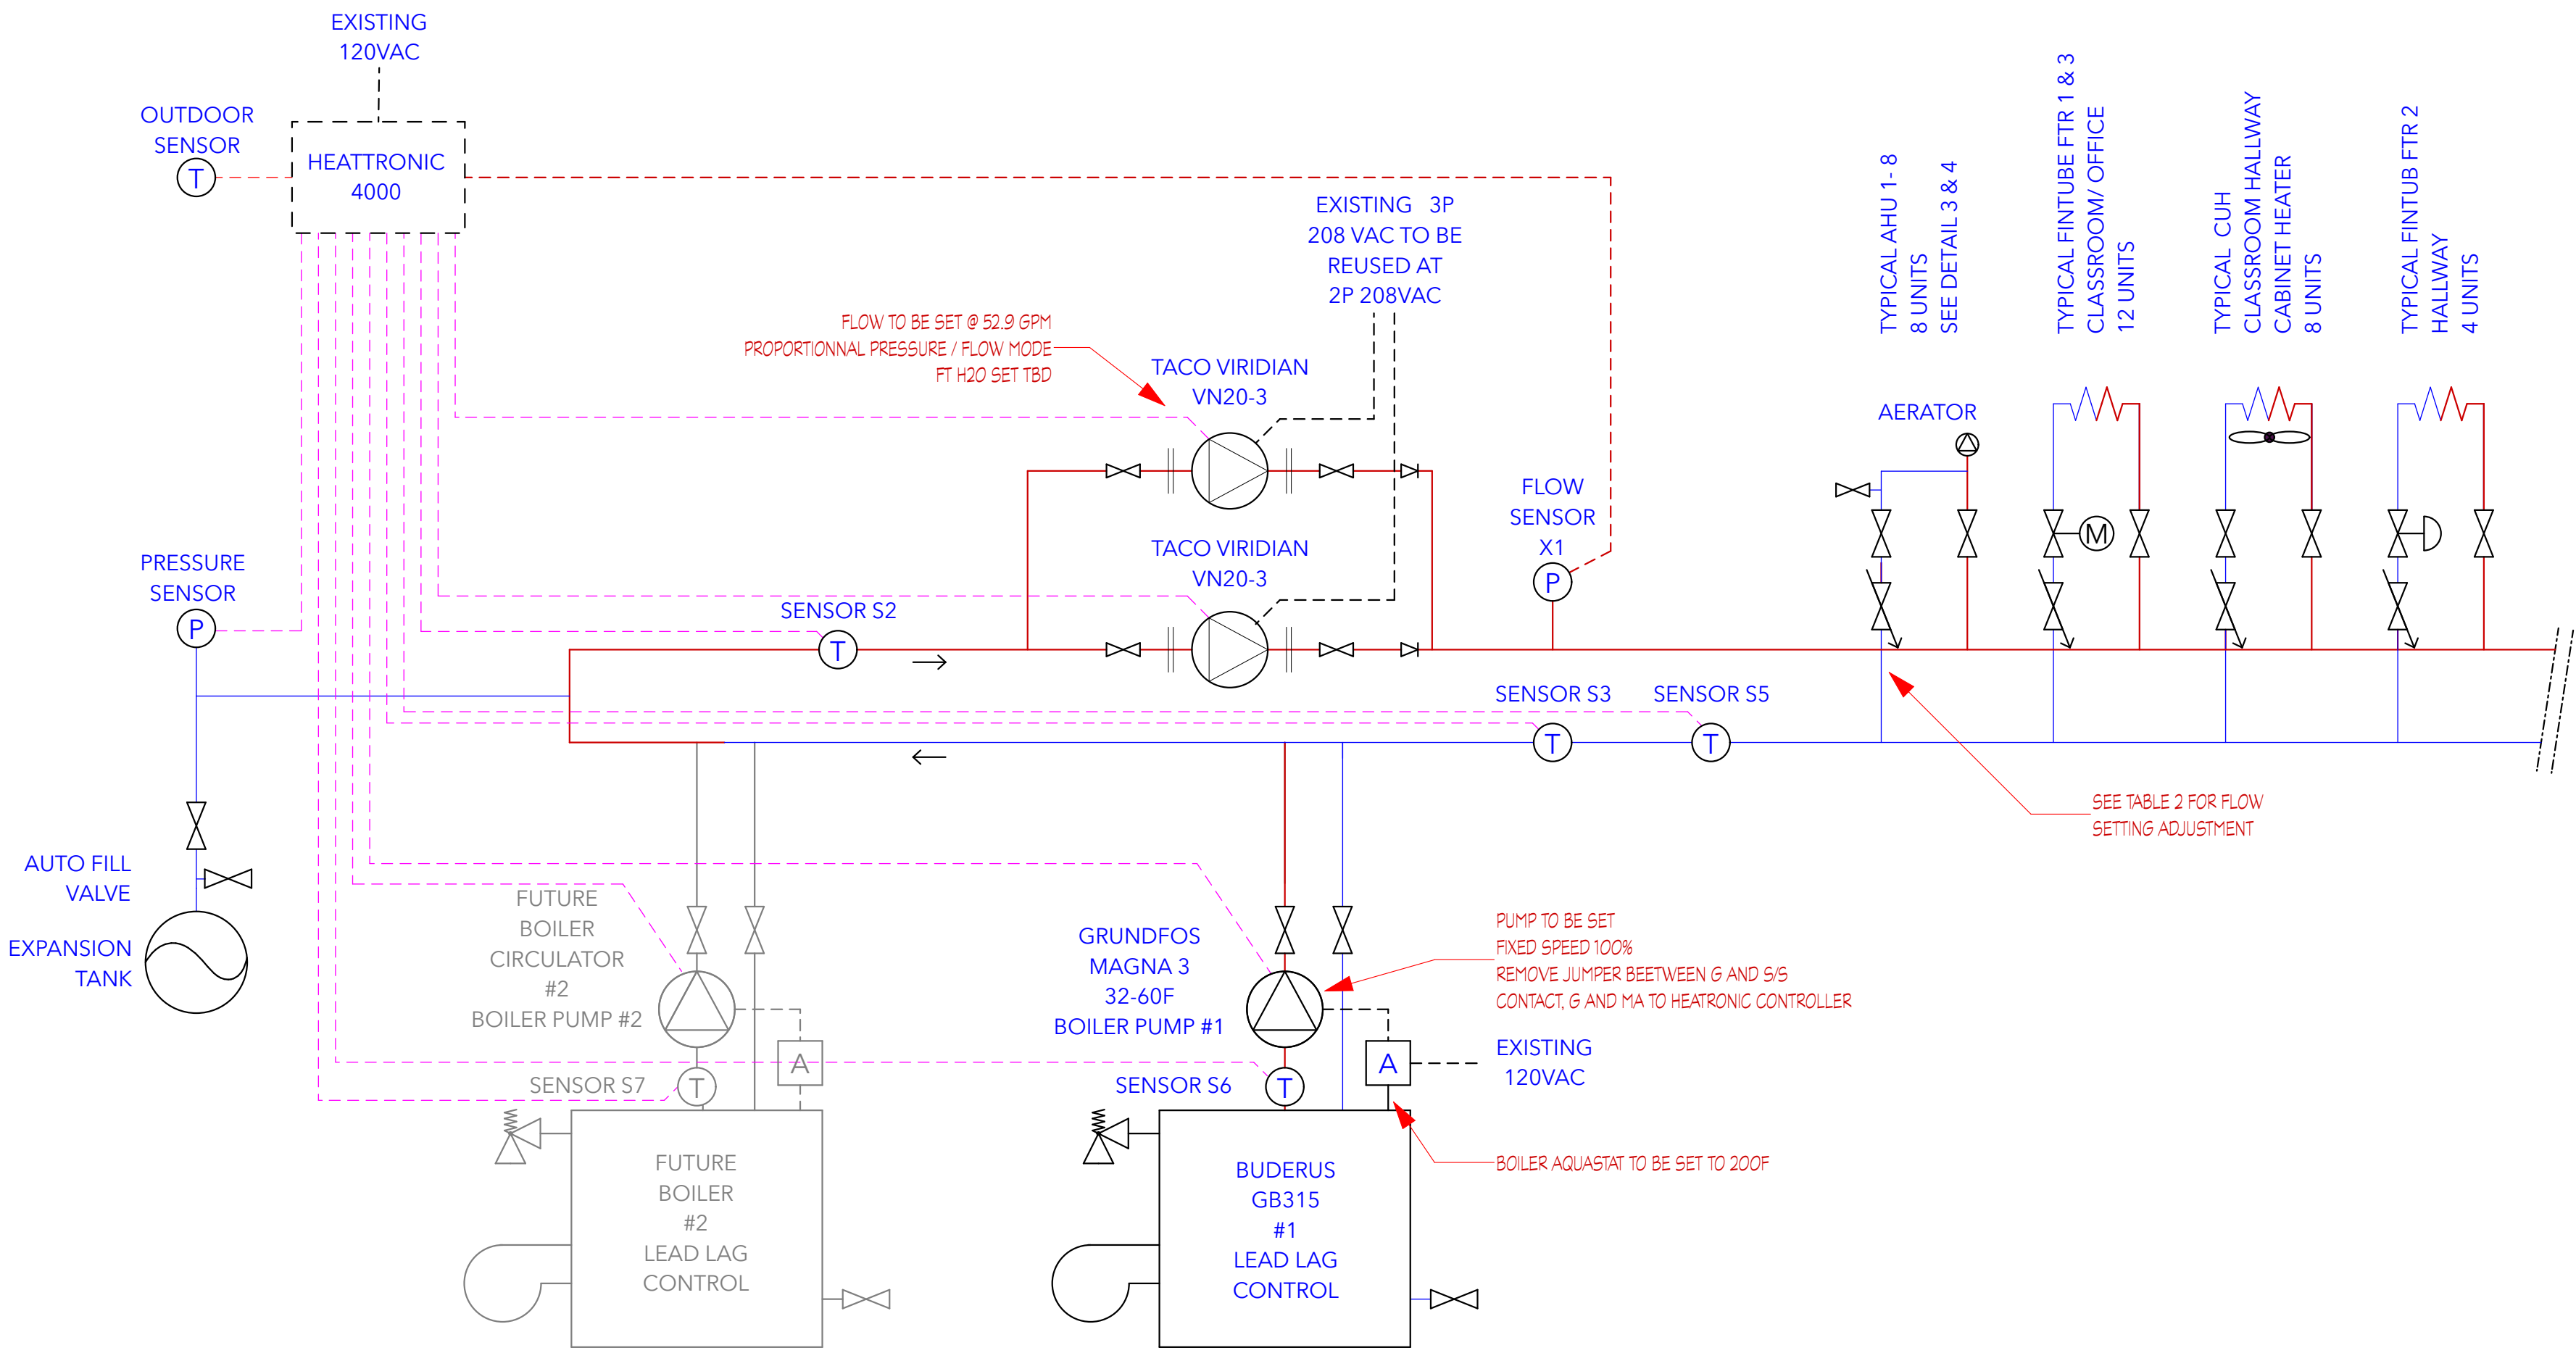 EXISTING
120VAC
OUTDOOR
SENSOR
T
HEATTRONIC
4000
EXISTING 3P
208 VAC TO BE
REUSED AT
2P 208VAC
FLOW TO BE SET @ 52.9 GPM
PROPORTIONNAL PRESSURE / FLOW MODE
FT H20 SET TBD
TACO VIRIDIAN
VN20-3
TACO VIRIDIAN
VN20-3
FLOW
SENSOR
X1
P
TYPICAL AHU 1- 8
8 UNITS
SEE DETAIL 3 & 4
TYPICAL FINTUBE FTR 1 & 3
CLASSROOM/ OFFICE
12 UNITS
TYPICAL CUH
CLASSROOM HALLWAY
CABINET HEATER
8 UNITS
TYPICAL FINTUB FTR 2
HALLWAY
4 UNITS
AERATOR
M
PRESSURE
SENSOR
P
SENSOR S2
T
SENSOR S3
T
SENSOR S5
T
SEE TABLE 2 FOR FLOW
SETTING ADJUSTMENT
AUTO FILL
VALVE
EXPANSION
TANK
FUTURE
BOILER
CIRCULATOR
#2
BOILER PUMP #2
A
SENSOR S7
T
FUTURE
BOILER
#2
LEAD LAG
CONTROL
GRUNDFOS
MAGNA 3
32-60F
BOILER PUMP #1
PUMP TO BE SET
FIXED SPEED 100%
REMOVE JUMPER BEETWEEN G AND S/S
CONTACT, G AND MA TO HEATRONIC CONTROLLER
A
EXISTING
120VAC
SENSOR S6
T
BOILER AQUASTAT TO BE SET TO 200F
BUDERUS
GB315
#1
LEAD LAG
CONTROL